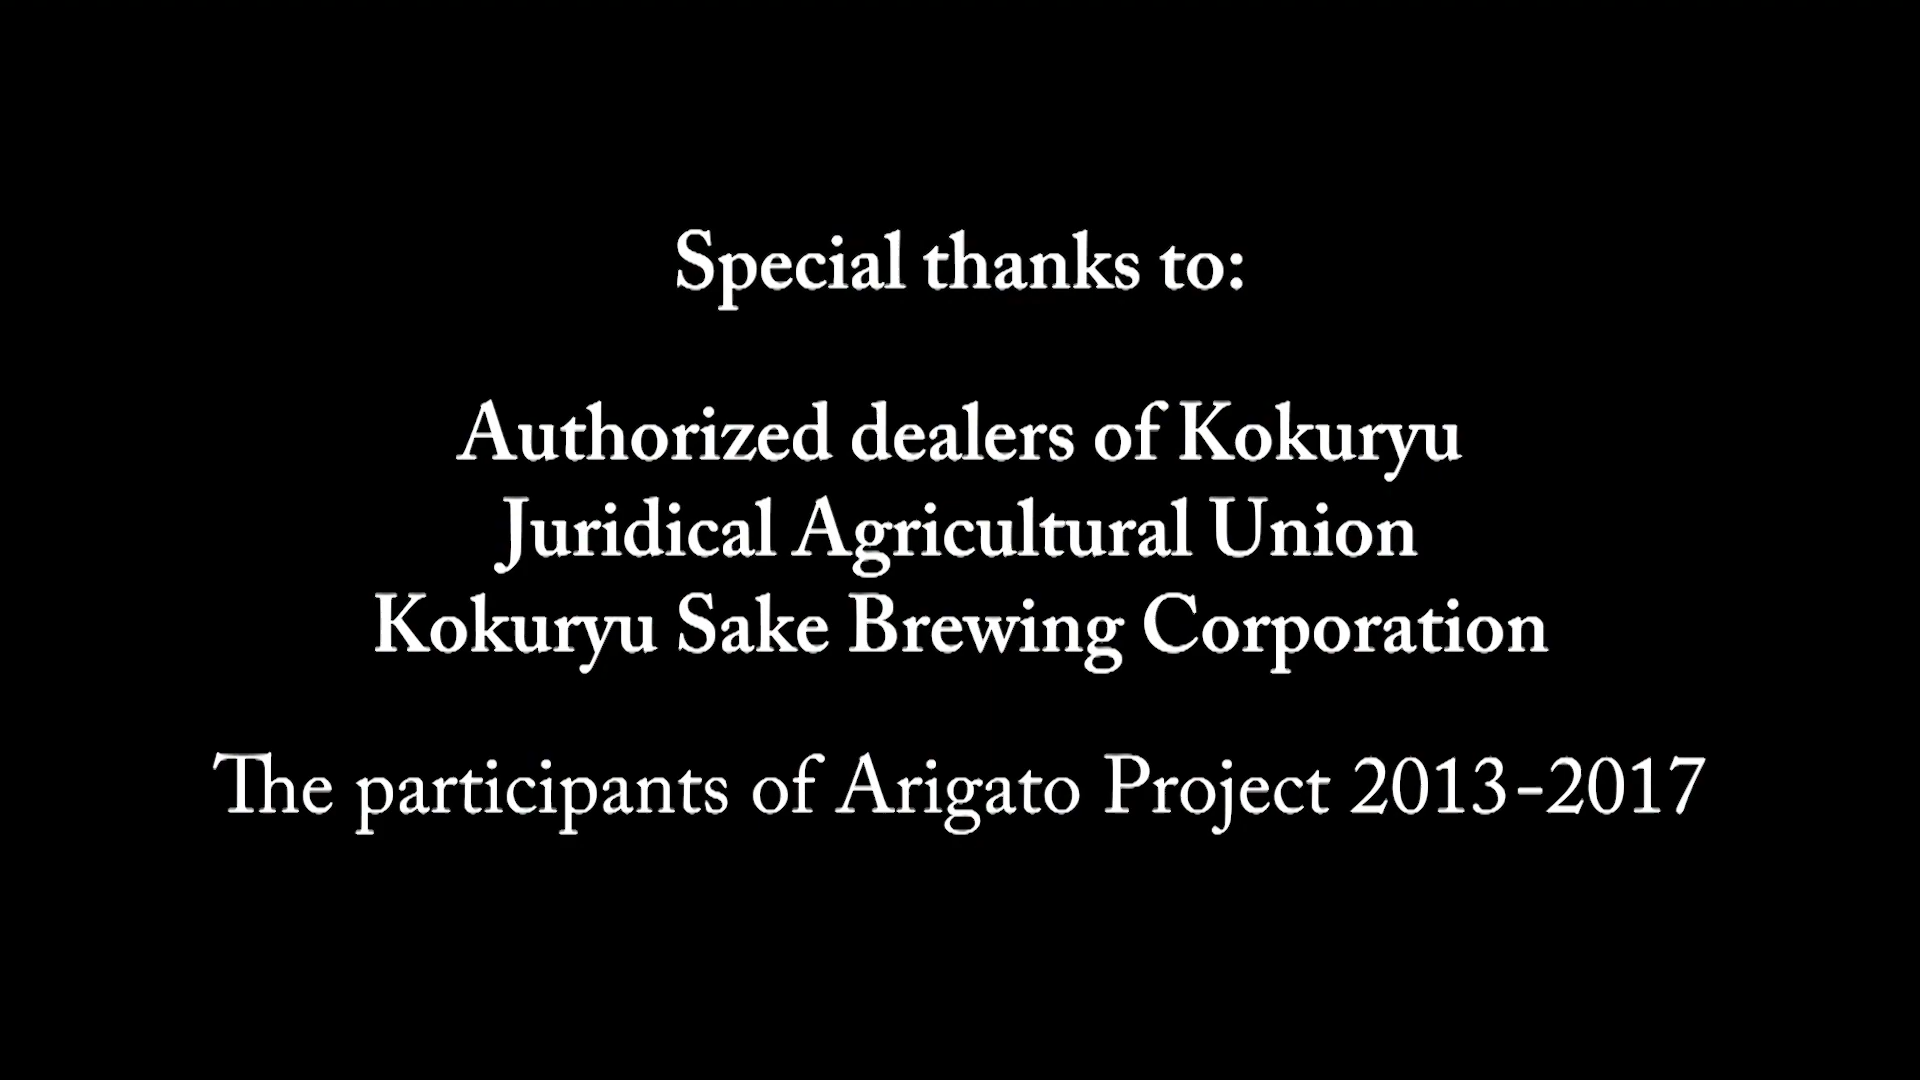 Special thanks to:
Authorized dealers of Kokuryu
Juridical Agricultural Union
Kokuryu Sake Brewing Corporation
The participants of Arigato Project 2013-2017